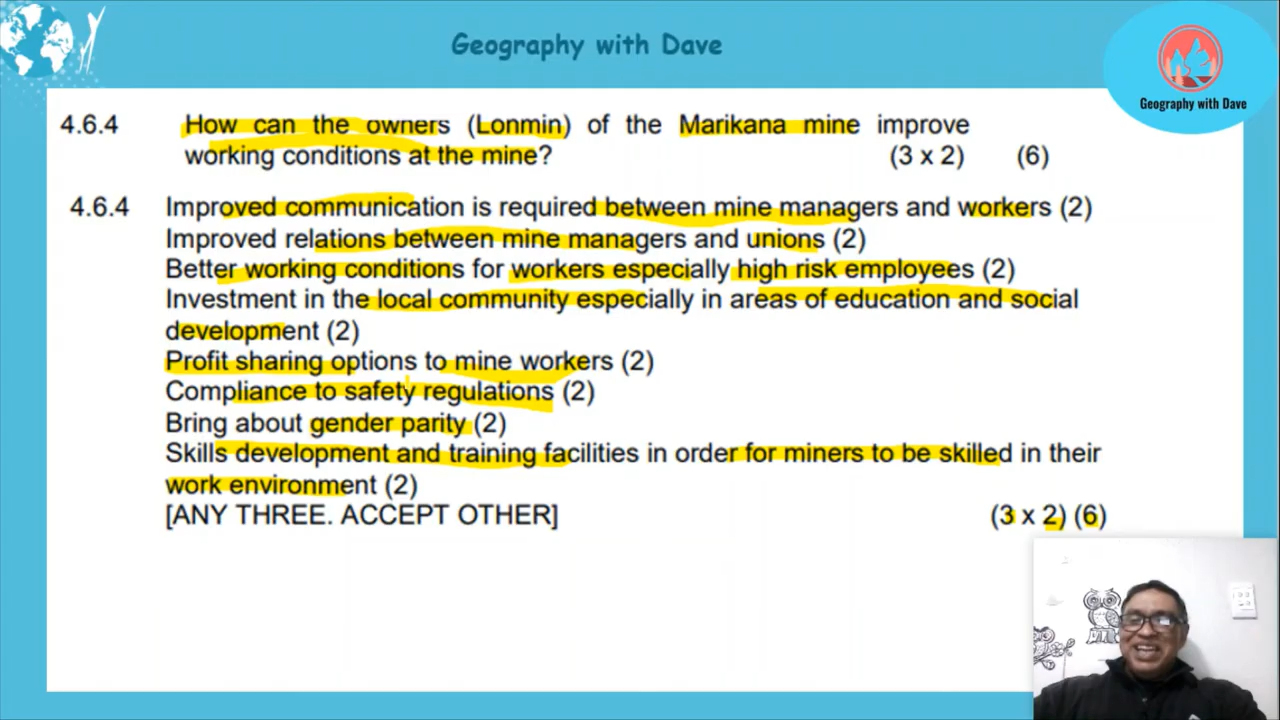 Geography with Dave
Geography with Dave
4.6.4 How can the owners (Lonmin) of the Marikana mine improve
working conditions at the mine? (3 x 2) (6)
4.6.4 Improved communication is required between mine managers and workers (2)
Improved relations between mine managers and unions (2)
Better working conditions for workers especially high risk employees (2)
Investment in the local community especially in areas of education and social
development (2)
Profit sharing options to mine workers (2)
Compliance to safety regulations (2)
Bring about gender parity (2)
Skills development and training facilities in order for miners to be skilled in their
work environment (2)
[ANY THREE. ACCEPT OTHER] (3 x 2) (6)